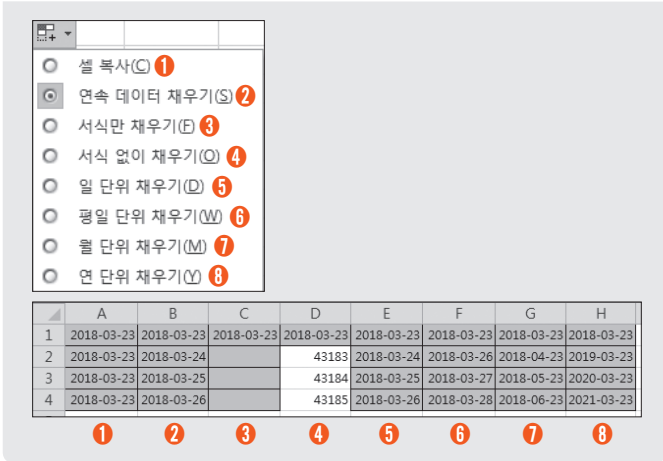 셀 복사(C) 1
연속 데이터 채우기(S) 2
서식만 채우기(F) 3
서식 없이 채우기(O) 4
일 단위 채우기(D) 5
평일 단위 채우기(W) 6
월 단위 채우기(M) 7
연 단위 채우기(Y) 8
A B C D E F G H
1 2018-03-23 2018-03-23 2018-03-23 2018-03-23 2018-03-23 2018-03-23 2018-03-23 2018-03-23
2 2018-03-23 2018-03-24 43183 2018-03-24 2018-03-26 2018-04-23 2019-03-23
3 2018-03-23 2018-03-25 43184 2018-03-25 2018-03-27 2018-05-23 2020-03-23
4 2018-03-23 2018-03-26 43185 2018-03-26 2018-03-28 2018-06-23 2021-03-23
1 2 3 4 5 6 7 8